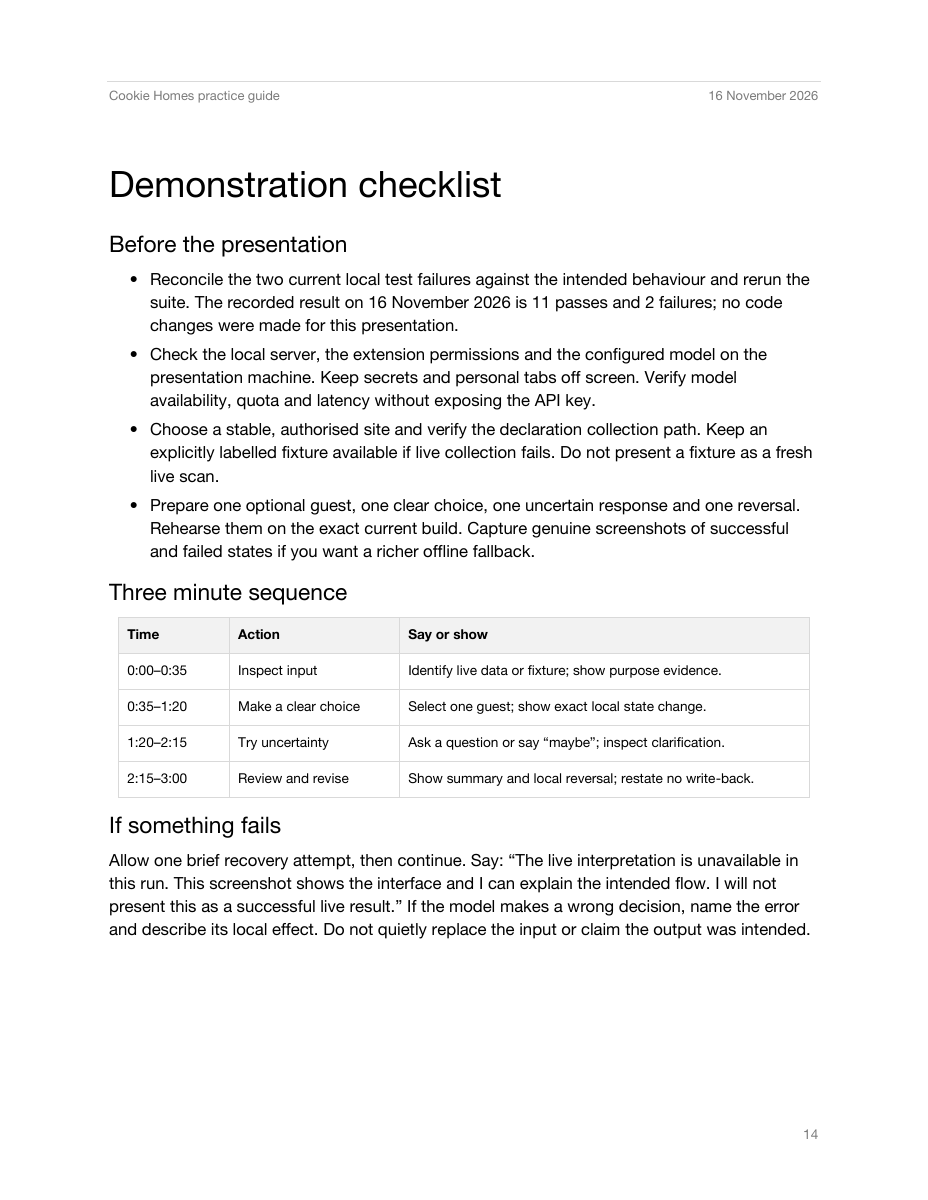 Cookie Homes practice guide 16 November 2026
Demonstration checklist
Before the presentation
• Reconcile the two current local test failures against the intended behaviour and rerun the
suite. The recorded result on 16 November 2026 is 11 passes and 2 failures; no code
changes were made for this presentation.
• Check the local server, the extension permissions and the configured model on the
presentation machine. Keep secrets and personal tabs off screen. Verify model
availability, quota and latency without exposing the API key.
• Choose a stable, authorised site and verify the declaration collection path. Keep an
explicitly labelled fixture available if live collection fails. Do not present a fixture as a fresh
live scan.
• Prepare one optional guest, one clear choice, one uncertain response and one reversal.
Rehearse them on the exact current build. Capture genuine screenshots of successful
and failed states if you want a richer offline fallback.
Three minute sequence
Time Action Say or show
0:00–0:35 Inspect input Identify live data or fixture; show purpose evidence.
0:35–1:20 Make a clear choice Select one guest; show exact local state change.
1:20–2:15 Try uncertainty Ask a question or say “maybe”; inspect clarification.
2:15–3:00 Review and revise Show summary and local reversal; restate no write-back.
If something fails
Allow one brief recovery attempt, then continue. Say: “The live interpretation is unavailable in
this run. This screenshot shows the interface and I can explain the intended flow. I will not
present this as a successful live result.” If the model makes a wrong decision, name the error
and describe its local effect. Do not quietly replace the input or claim the output was intended.
14